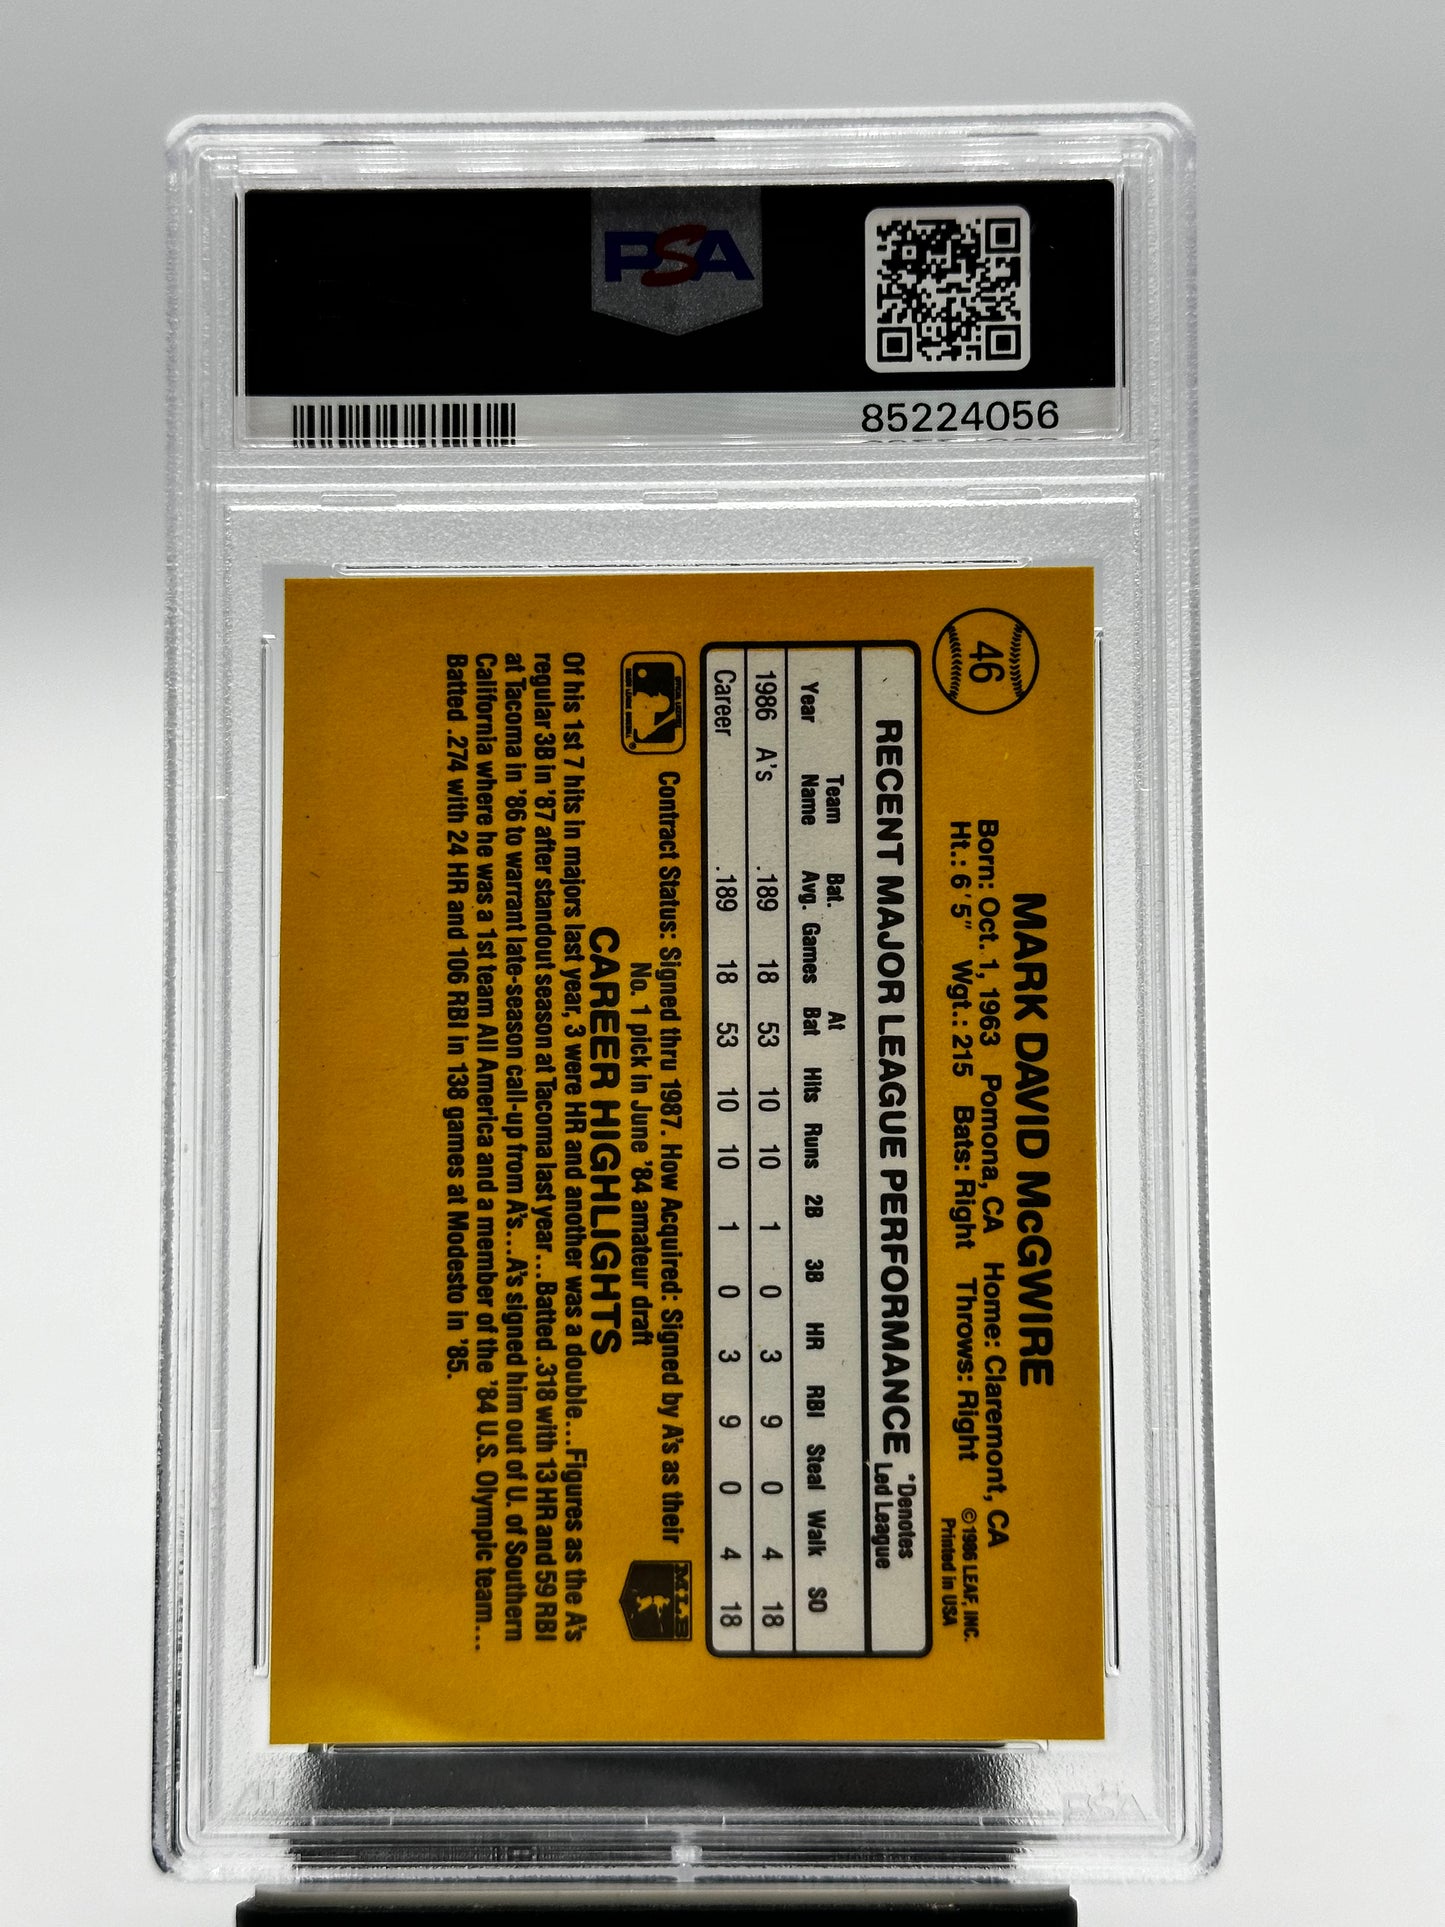 PSA
85224056
46
MARK DAVID McGWIRE
Born: Oct. 1, 1963 Pomona, CA Home: Claremont, CA
Ht.: 6'5" Wgt.: 215 Bats: Right Throws: Right
©1986 LEAF, INC.
Printed in USA
RECENT MAJOR LEAGUE PERFORMANCE *Denotes Led League
Year Team Name Bat. Avg. Games At Bat Hits Runs 2B 3B HR RBI Steal Walk SO
1986 A's .189 18 53 10 10 1 0 3 9 0 4 18
Career .189 18 53 10 10 1 0 3 9 0 4 18
Contract Status: Signed thru 1987. How Acquired: Signed by A's as their
No. 1 pick in June '84 amateur draft
MLB
CAREER HIGHLIGHTS
Of his 1st 7 hits in majors last year, 3 were HR and another was a double...Figures as the A's
regular 3B in '87 after standout season at Tacoma last year...Batted .318 with 13 HR and 59 RBI
at Tacoma in '86 to warrant late-season call-up from A's...A's signed him out of U. of Southern
California where he was a 1st team All America and a member of the '84 U.S. Olympic team...
Batted .274 with 24 HR and 106 RBI in 138 games at Modesto in '85.
PSA